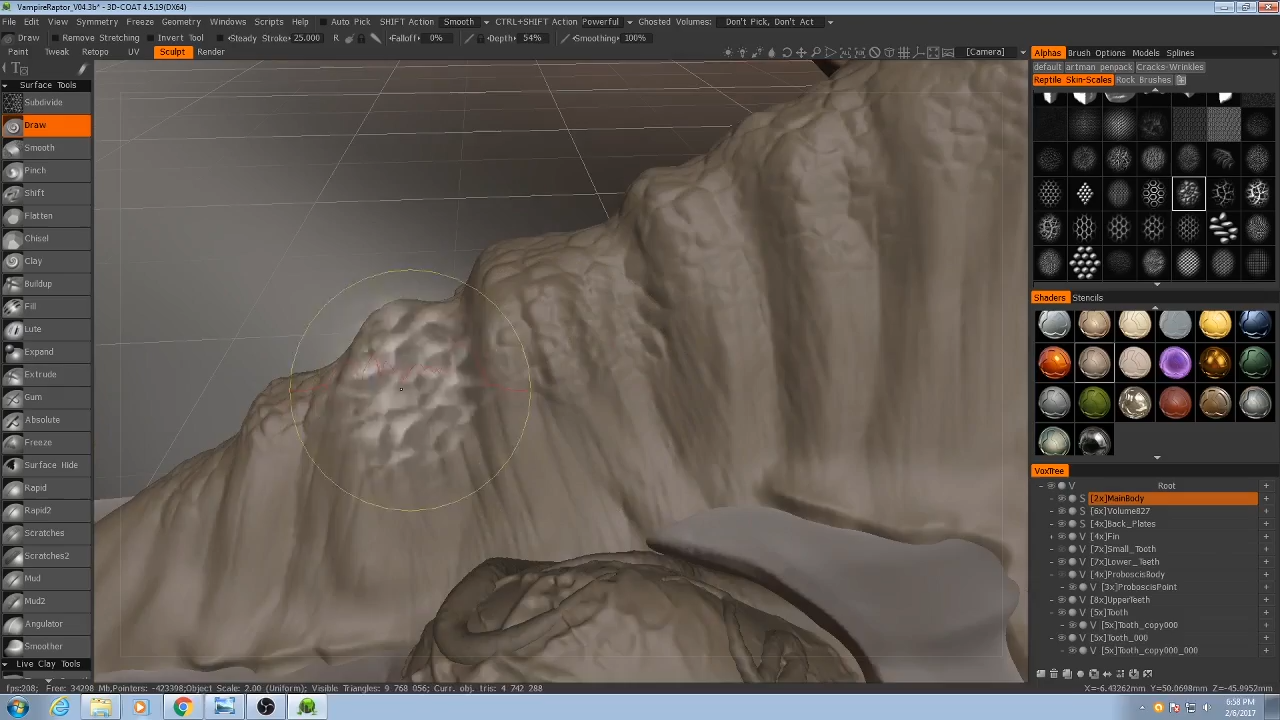 VampireRaptor_V04.3b* - 3D-COAT 4.5.19(DX64)
File Edit View Symmetry Freeze Geometry Windows Scripts Help Auto Pick SHIFT Action Smooth CTRL+SHIFT Action Powerful Ghosted Volumes: Don't Pick, Don't Act
Draw Remove Stretching Invert Tool Steady Stroke 25.000 R Falloff 0% Depth 54% Smoothing 100%
Paint Tweak Retopo UV Sculpt Render [Camera]
Alphas Brush Options Models Splines
default artman penpack Cracks-Wrinkles
Reptile Skin-Scales Rock Brushes
Surface Tools
Subdivide
Draw
Smooth
Pinch
Shift
Flatten
Chisel
Clay
Buildup
Fill
Lute
Expand
Extrude
Gum
Absolute
Freeze
Surface Hide
Rapid
Rapid2
Scratches
Scratches2
Mud
Mud2
Angulator
Smoother
Live Clay Tools
Shaders Stencils
VoxTree
V Root +
S [2x]MainBody +
S [6x]Volume827 +
S [4x]Back_Plates +
V [4x]Fin +
V [7x]Small_Teeth +
V [7x]Lower_Teeth +
V [4x]ProboscisBody +
V [3x]ProboscisPoint +
V [8x]UpperTeeth +
V [5x]Tooth +
V [5x]Tooth_copy000 +
V [5x]Tooth_000 +
V [5x]Tooth_copy000_000 +
fps:208; Free: 34298 Mb,Pointers: -423398;Object Scale: 2.00 (Uniform); Visible Triangles: 9 768 056; Curr. obj. tris: 4 742 288
X=-6.43262m Y=50.0698m Z=-45.9952m
6:58 PM
2/6/2017